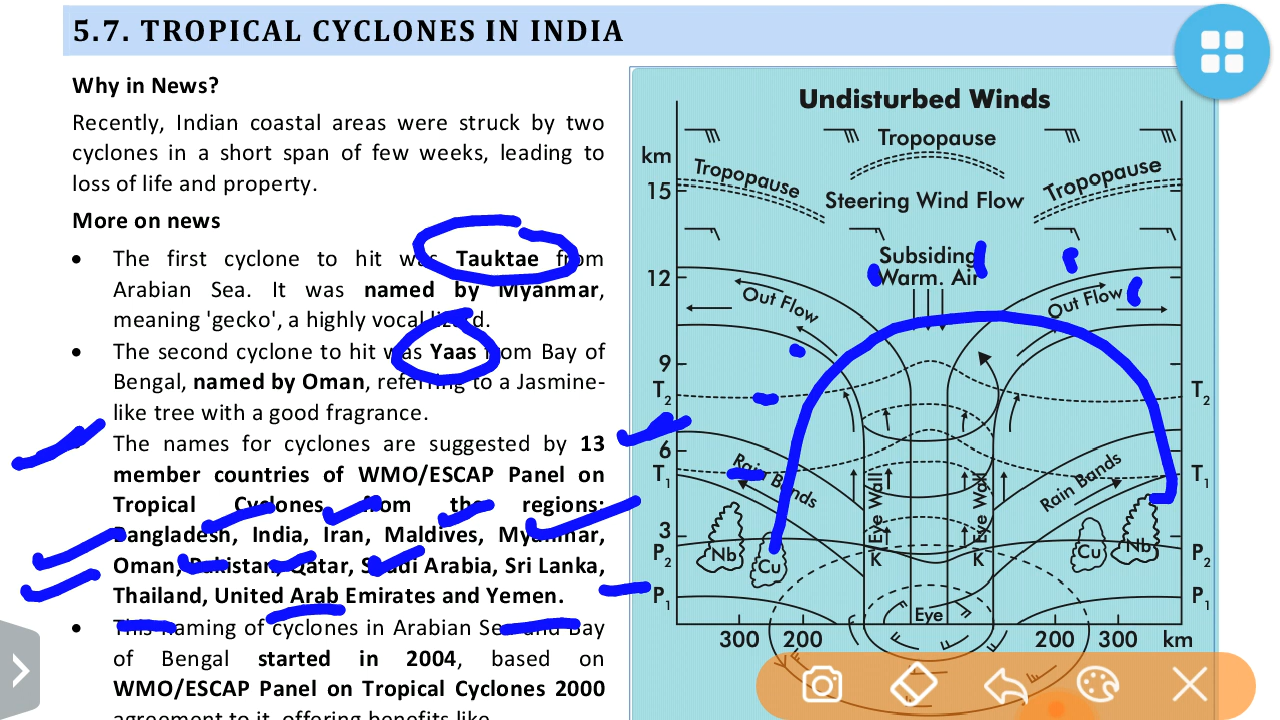 5.7. TROPICAL CYCLONES IN INDIA
Why in News?
Recently, Indian coastal areas were struck by two
cyclones in a short span of few weeks, leading to
loss of life and property.
More on news
• The first cyclone to hit was Tauktae from
Arabian Sea. It was named by Myanmar,
meaning 'gecko', a highly vocal lizard.
• The second cyclone to hit was Yaas from Bay of
Bengal, named by Oman, referring to a Jasmine-
like tree with a good fragrance.
The names for cyclones are suggested by 13
member countries of WMO/ESCAP Panel on
Tropical Cyclones from the regions:
Bangladesh, India, Iran, Maldives, Myanmar,
Oman, Pakistan, Qatar, Saudi Arabia, Sri Lanka,
Thailand, United Arab Emirates and Yemen.
• This naming of cyclones in Arabian Sea and Bay
of Bengal started in 2004, based on
WMO/ESCAP Panel on Tropical Cyclones 2000
agreement to it, offering benefits like
Undisturbed Winds
Tropopause
km
Tropopause
Tropopause
15
Steering Wind Flow
Subsiding
Warm. Air
12
Out Flow
Out Flow
9
T2
T2
6
Rain Bands
Rain Bands
T1
T1
K Eye Wall
K Eye Wall
3
Nb
Cu
Cu
Nb
P2
P2
P1
P1
Eye
300 200
200 300 km
F
F
F
F
F